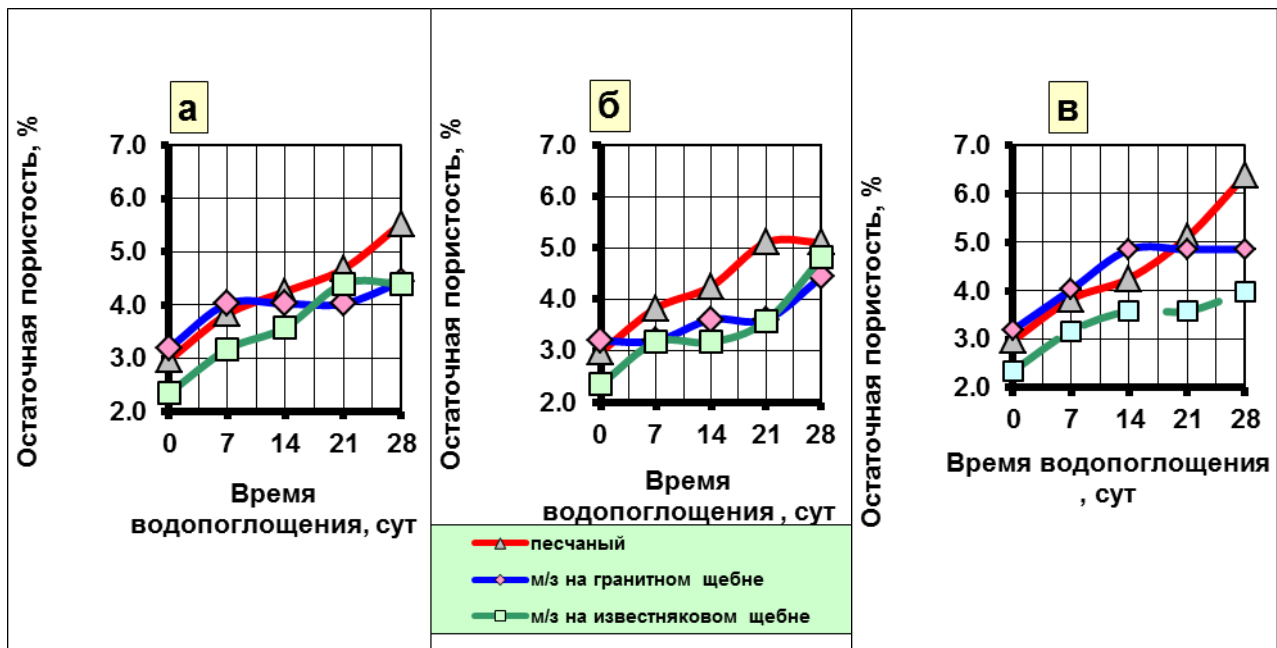 а
Остаточная пористость, %
7.0
6.0
5.0
4.0
3.0
2.0
0 7 14 21 28
Время
водопоглощения, сут
б
Остаточная пористость, %
7.0
6.0
5.0
4.0
3.0
2.0
0 7 14 21 28
Время
водопоглощения , сут
песчаный
м/з на гранитном щебне
м/з на известняковом щебне
в
Остаточная пористость, %
7.0
6.0
5.0
4.0
3.0
2.0
0 7 14 21 28
Время водопоглощения
, сут